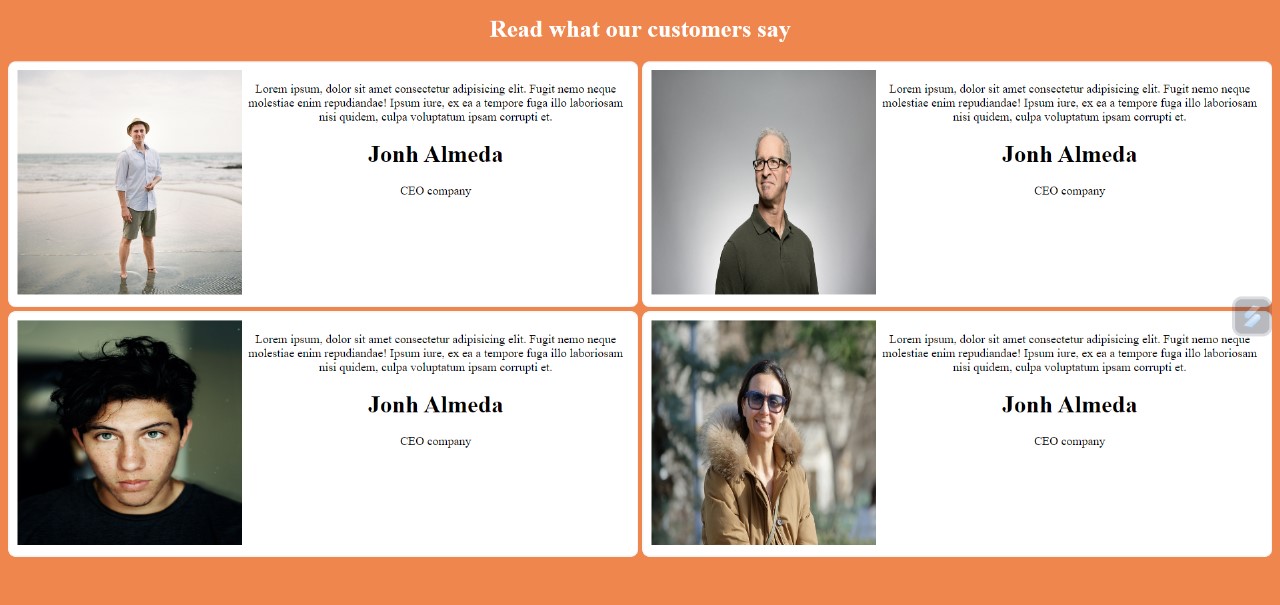 Read what our customers say
Lorem ipsum, dolor sit amet consectetur adipisicing elit. Fugit nemo neque
molestiae enim repudiandae! Ipsum iure, ex ea a tempore fuga illo laboriosam
nisi quidem, culpa voluptatum ipsam corrupti et.
Jonh Almeda
CEO company
Lorem ipsum, dolor sit amet consectetur adipisicing elit. Fugit nemo neque
molestiae enim repudiandae! Ipsum iure, ex ea a tempore fuga illo laboriosam
nisi quidem, culpa voluptatum ipsam corrupti et.
Jonh Almeda
CEO company
Lorem ipsum, dolor sit amet consectetur adipisicing elit. Fugit nemo neque
molestiae enim repudiandae! Ipsum iure, ex ea a tempore fuga illo laboriosam
nisi quidem, culpa voluptatum ipsam corrupti et.
Jonh Almeda
CEO company
Lorem ipsum, dolor sit amet consectetur adipisicing elit. Fugit nemo neque
molestiae enim repudiandae! Ipsum iure, ex ea a tempore fuga illo laboriosam
nisi quidem, culpa voluptatum ipsam corrupti et.
Jonh Almeda
CEO company